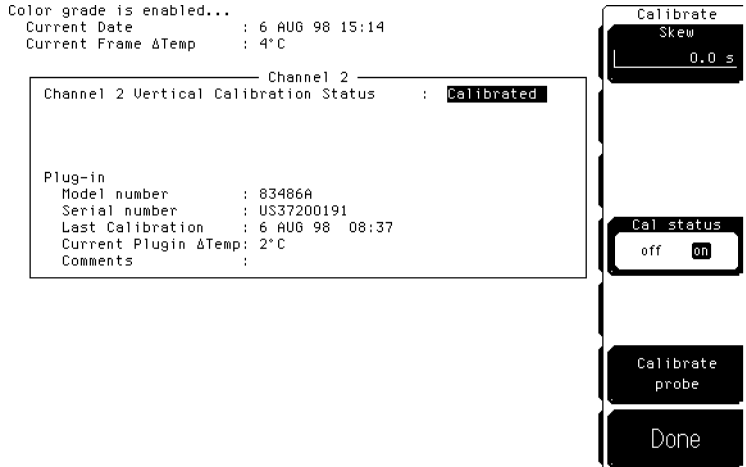 Color grade is enabled...
Current Date : 6 AUG 98 15:14
Current Frame ΔTemp : 4°C
Channel 2
Channel 2 Vertical Calibration Status : Calibrated
Plug-in
Model number : 83486A
Serial number : US37200191
Last Calibration : 6 AUG 98 08:37
Current Plugin ΔTemp: 2°C
Comments :
Calibrate
Skew
0.0 s
Cal status
off on
Calibrate
probe
Done